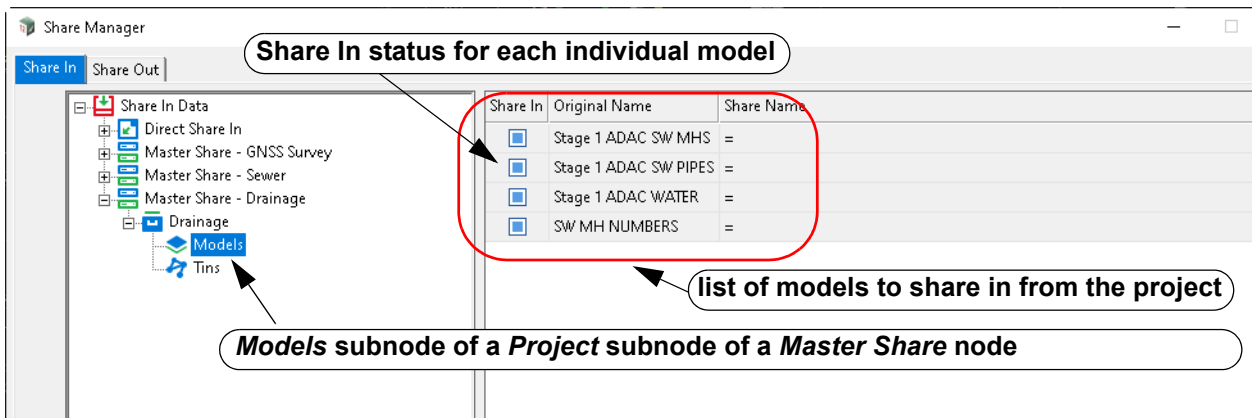 Share Manager
Share In status for each individual model
Share In Share Out
Share In Data
Direct Share In
Master Share - GNSS Survey
Master Share - Sewer
Master Share - Drainage
Drainage
Models
Tins
Share In Original Name Share Name
Stage 1 ADAC SW MHS =
Stage 1 ADAC SW PIPES =
Stage 1 ADAC WATER =
SW MH NUMBERS =
list of models to share in from the project
Models subnode of a Project subnode of a Master Share node